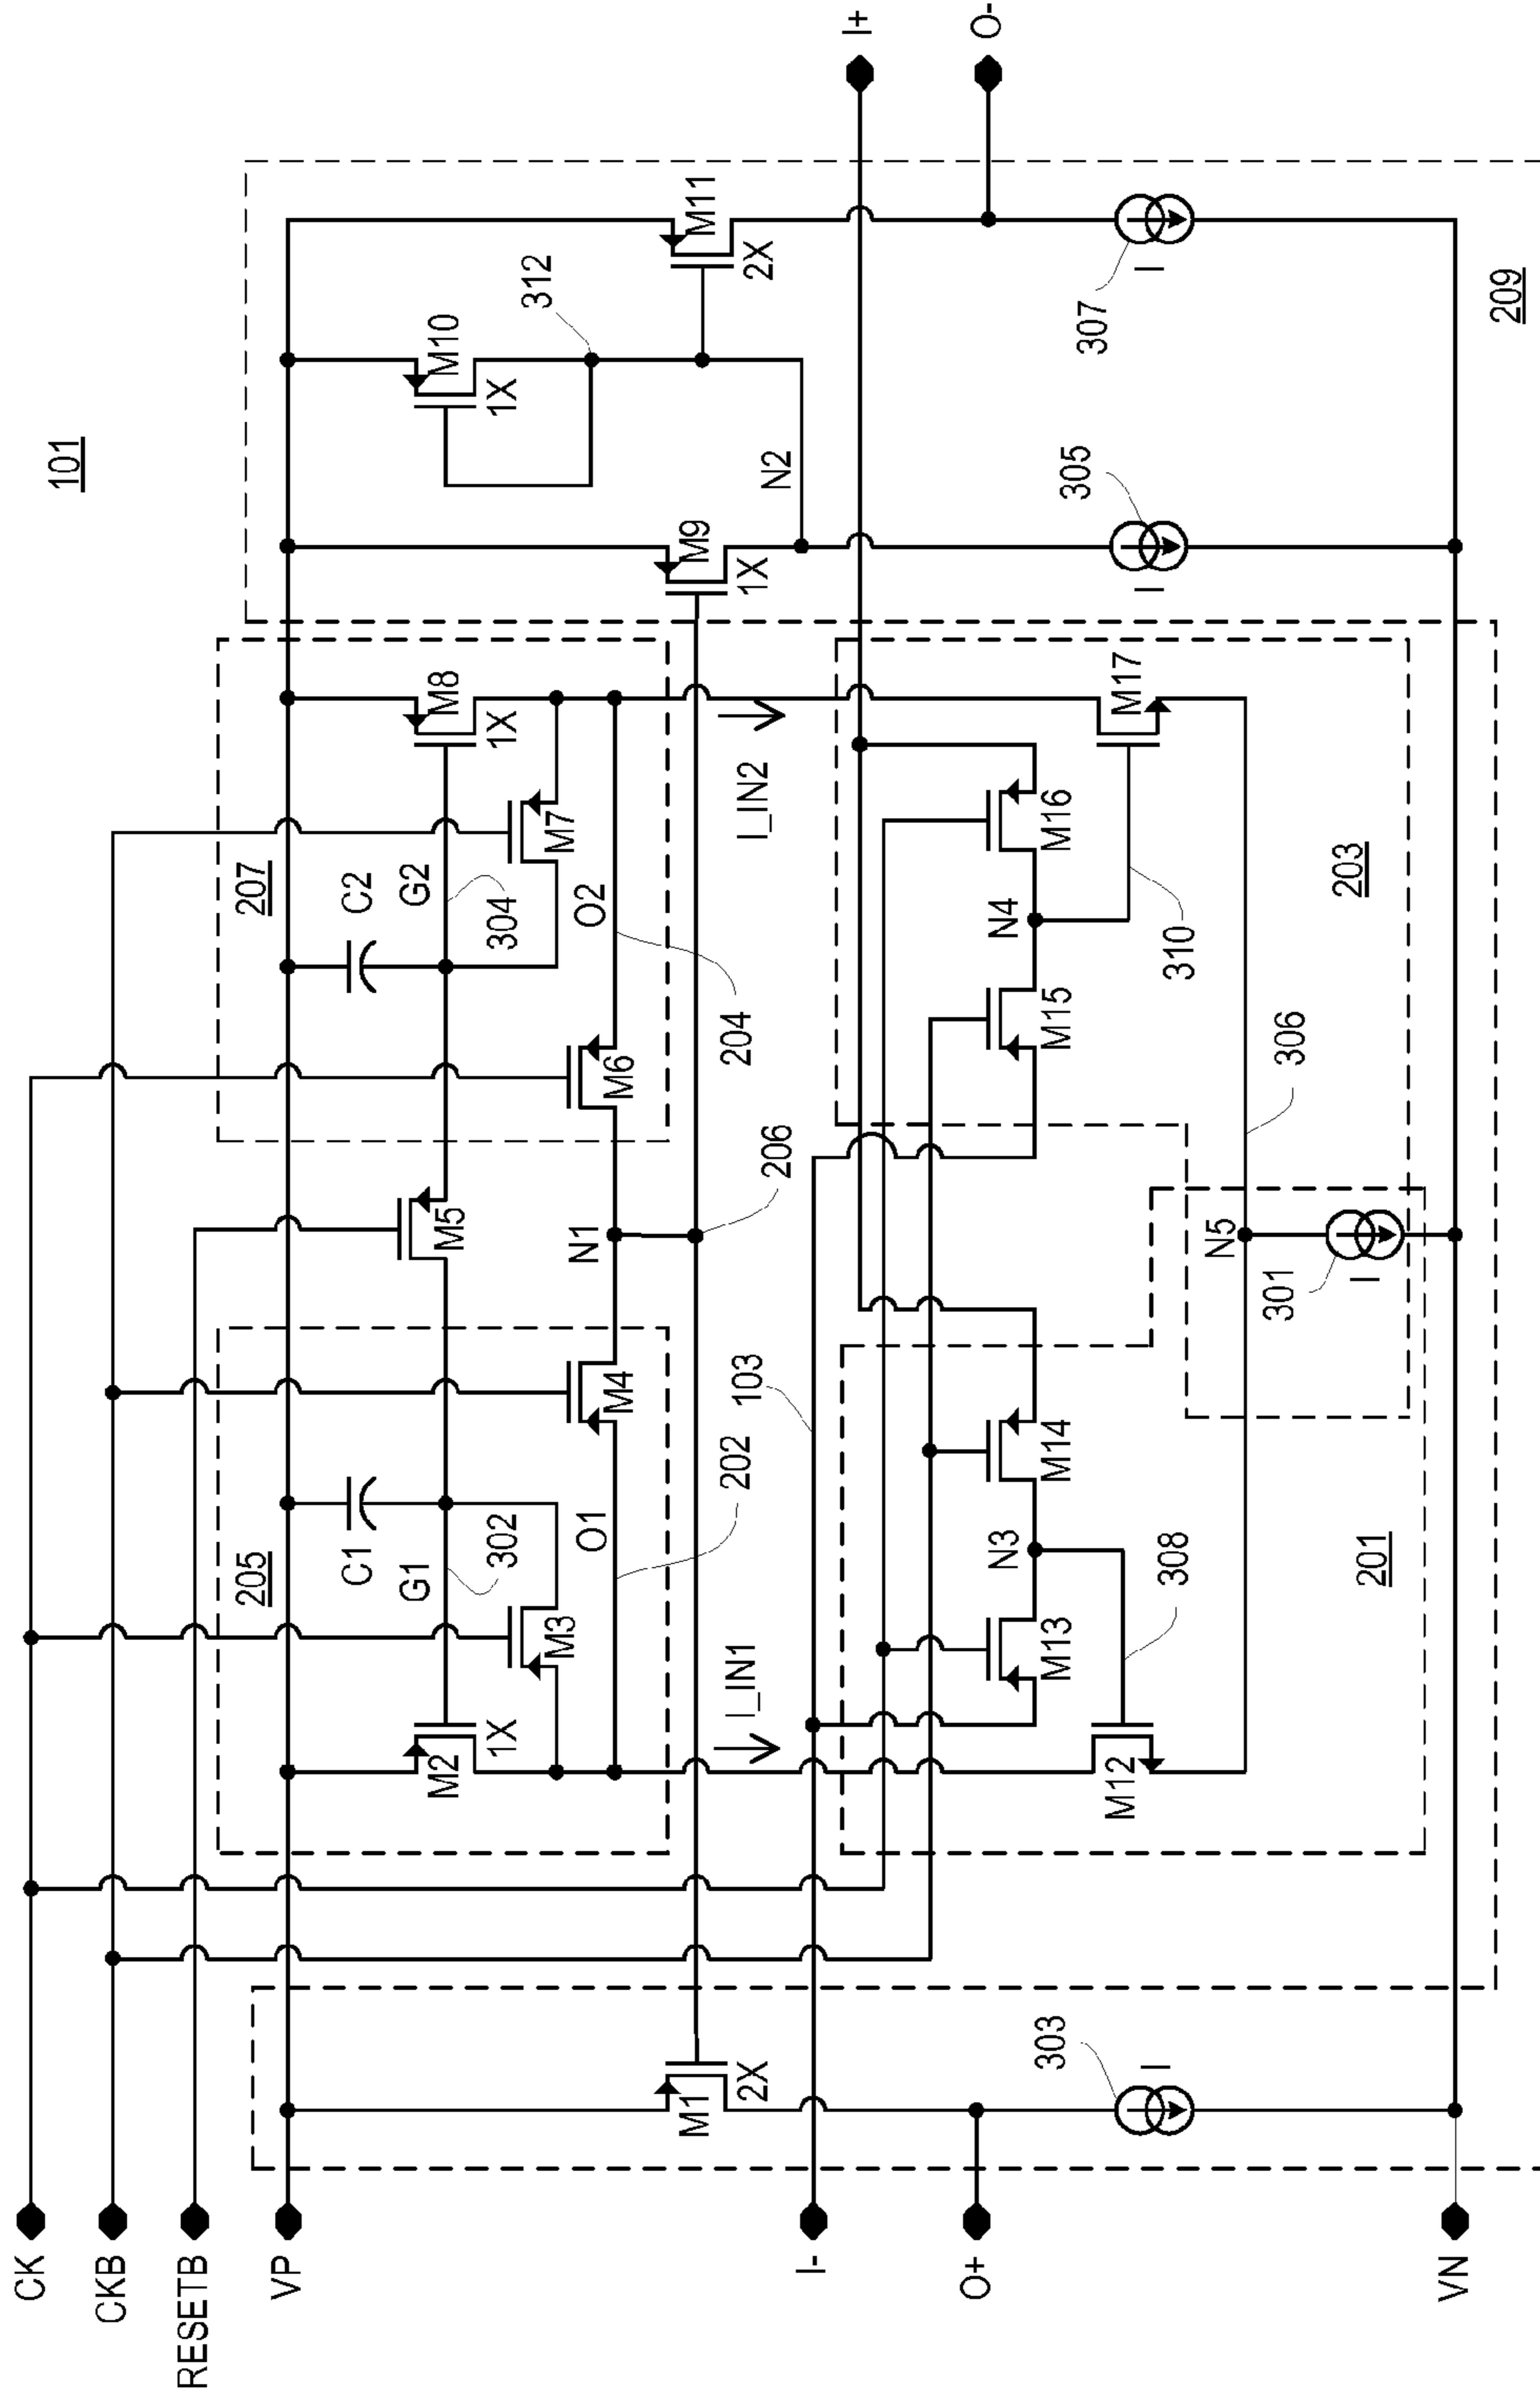 101
CK
CKB
RESETB
VP
I-
O+
VN
I+
O-
205
C1
G1
302
M2
1X
M3
O1
M4
202
M5
N1
206
207
C2
G2
304
M8
1X
M7
O2
M6
204
M10
1X
312
M11
2X
N2
M9
1X
M1
2X
303
I
I_IN1
I_IN2
103
M13
N3
M14
308
M12
201
M15
N4
M16
310
M17
203
306
N5
301
I
305
I
307
I
209